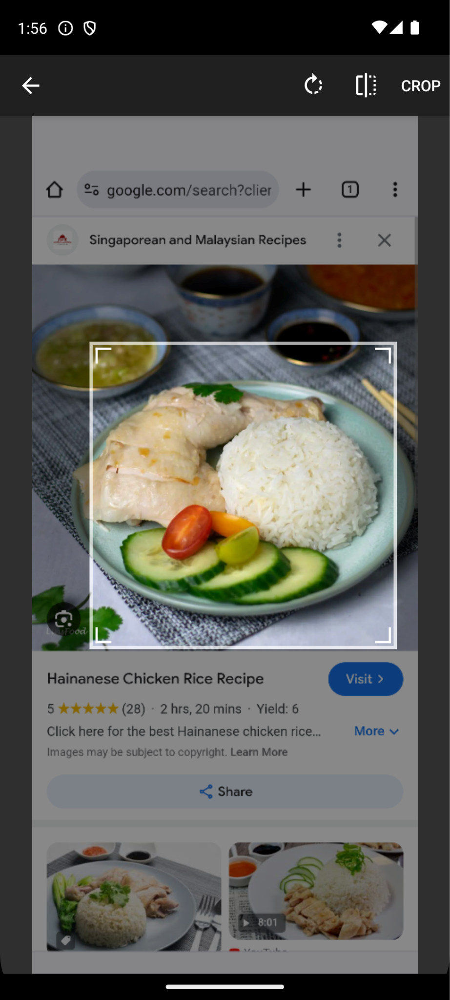 1:56
CROP
google.com/search?clier
1
Singaporean and Malaysian Recipes
Food
Hainanese Chicken Rice Recipe
Visit
5 ★★★★★ (28) · 2 hrs, 20 mins · Yield: 6
Click here for the best Hainanese chicken rice...
More
Images may be subject to copyright. Learn More
Share
8:01
YouTube